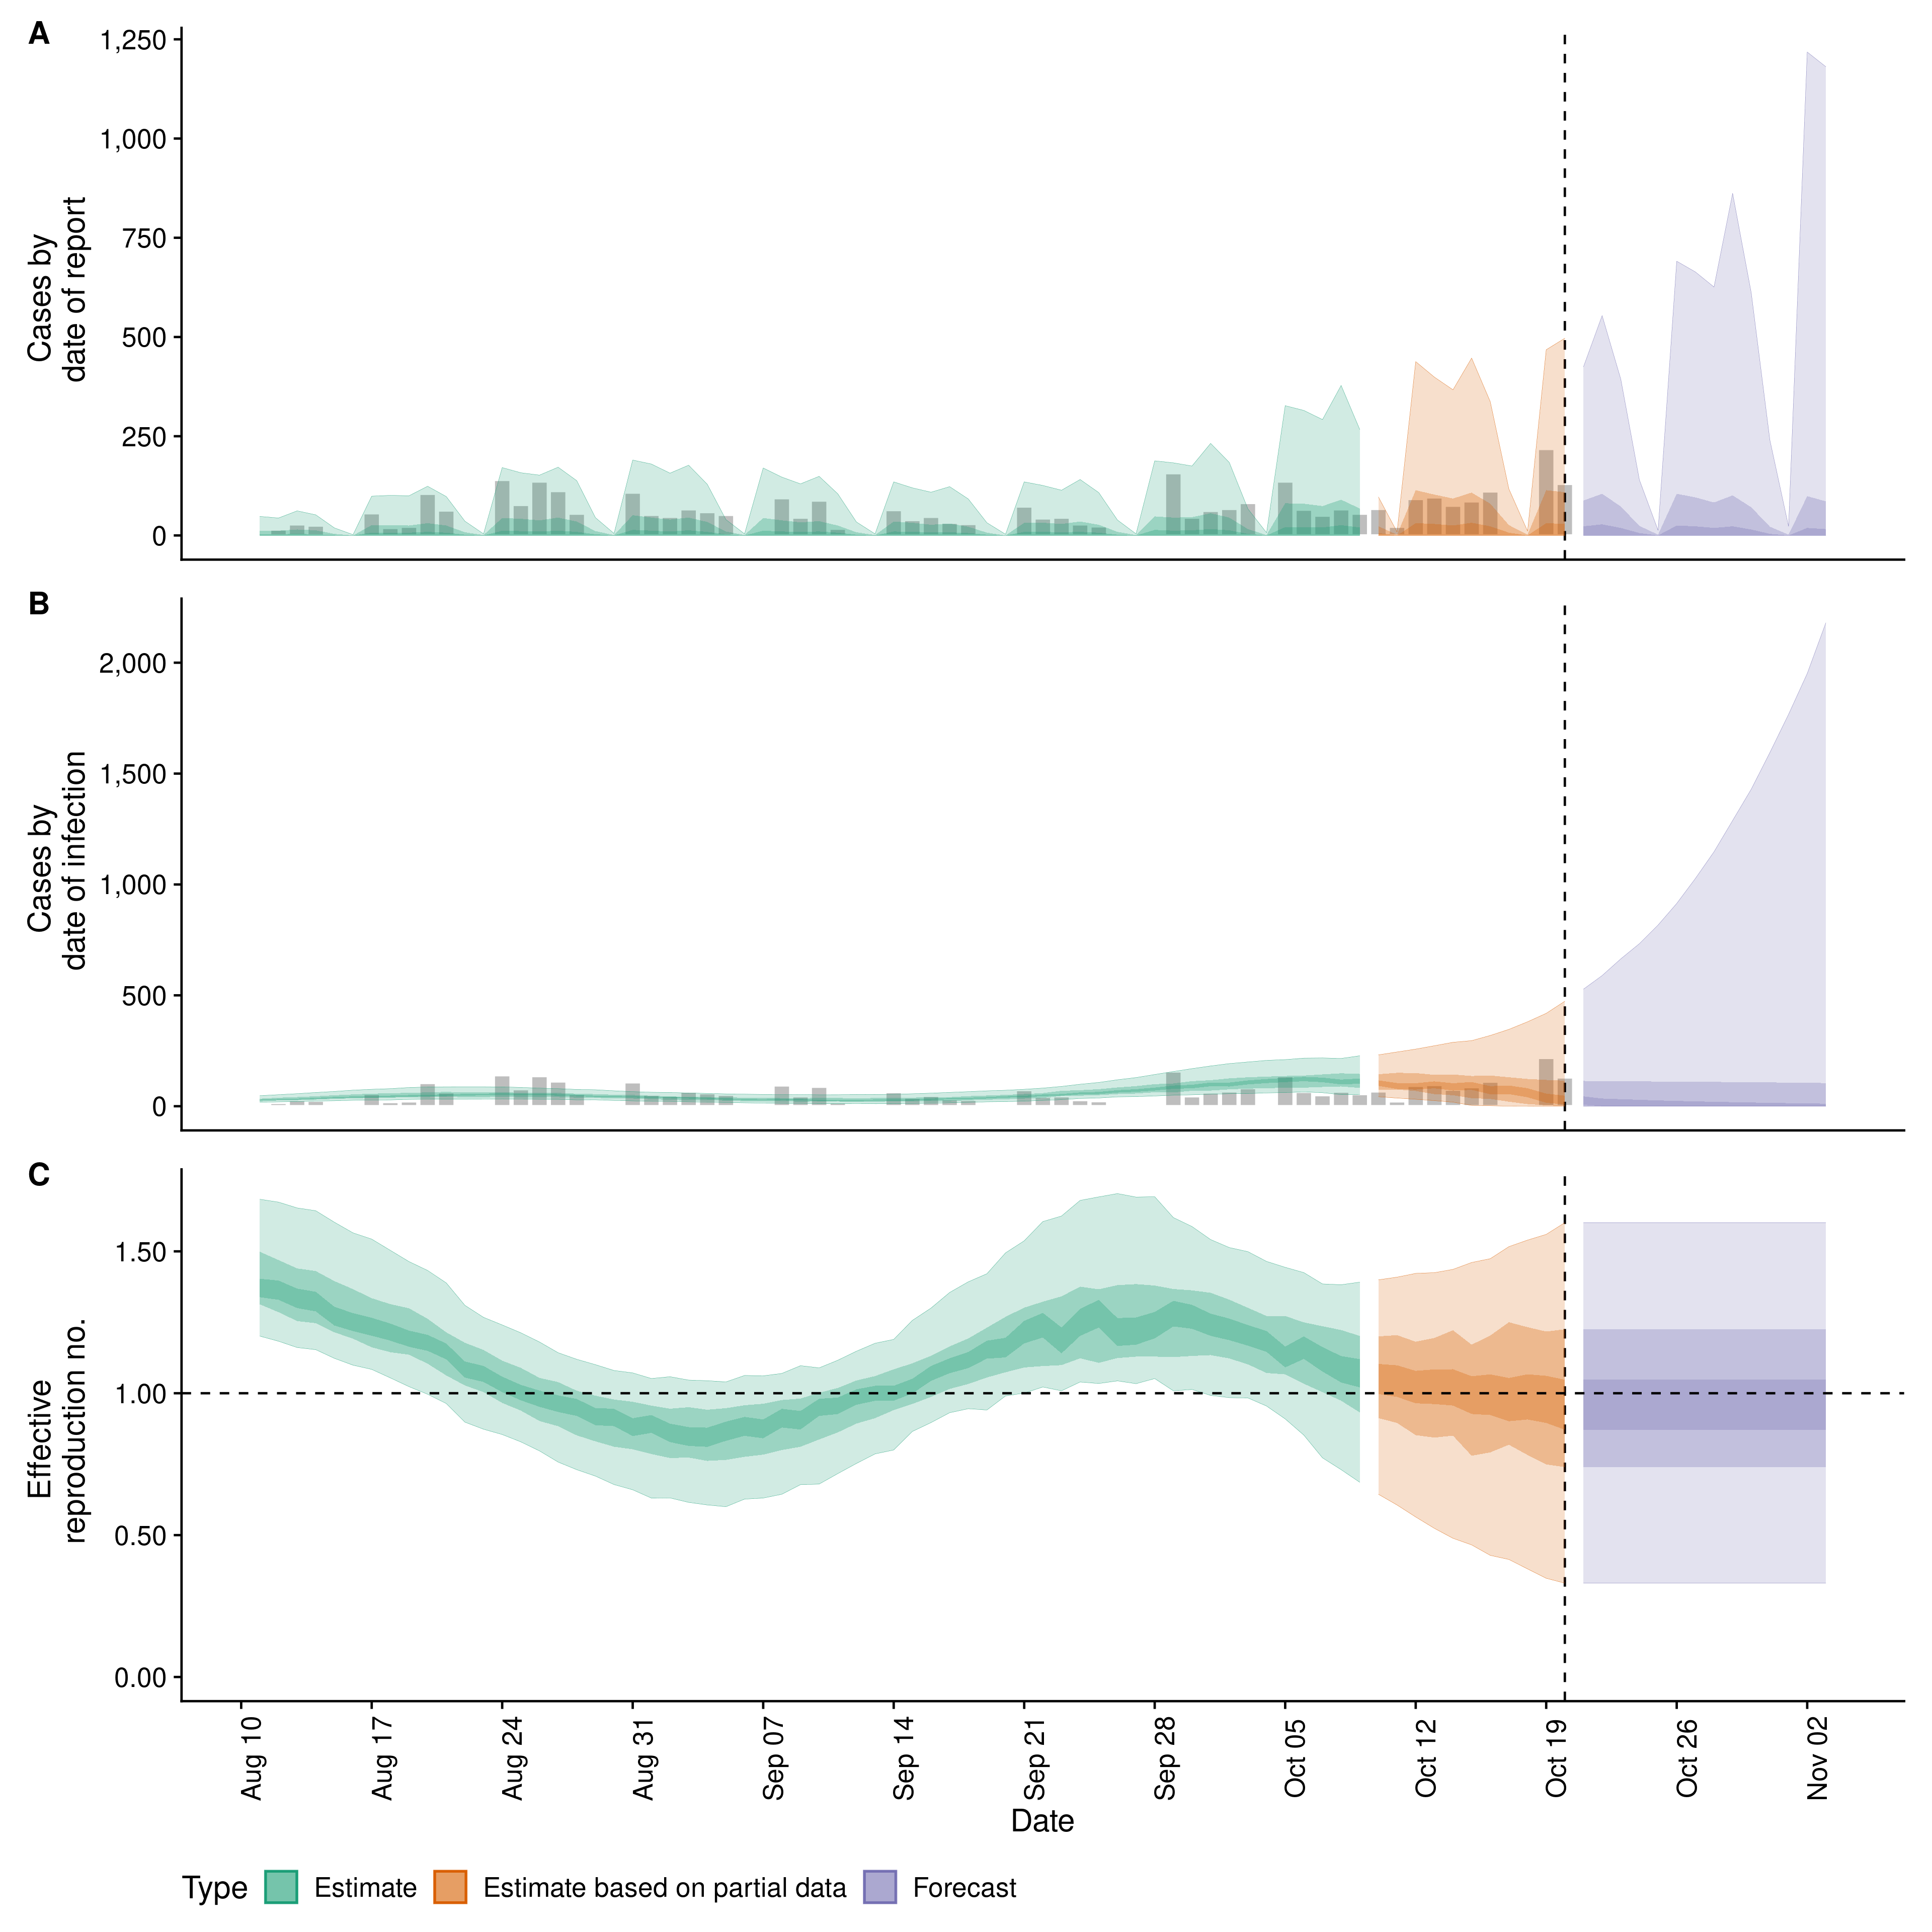 A
1,250
1,000
750
500
250
0
Cases by
date of report
B
2,000
1,500
1,000
500
0
Cases by
date of infection
C
1.50
1.00
0.50
0.00
Effective
reproduction no.
Aug 10
Aug 17
Aug 24
Aug 31
Sep 07
Sep 14
Sep 21
Sep 28
Oct 05
Oct 12
Oct 19
Oct 26
Nov 02
Date
Type Estimate Estimate based on partial data Forecast